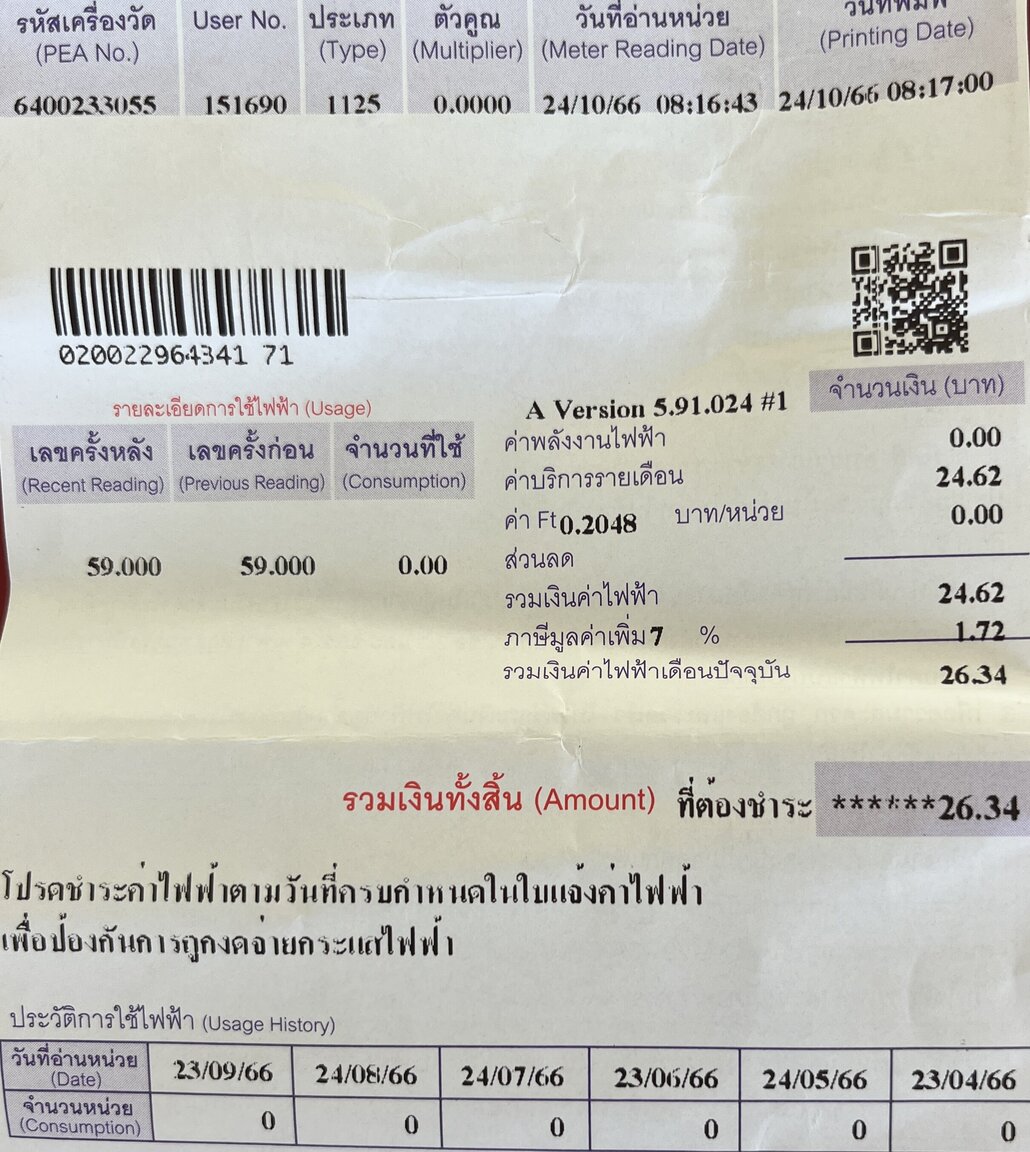 รหัสเครื่องวัด User No. ประเภท ตัวคูณ วันที่อ่านหน่วย วันที่พิมพ์
(PEA No.) (Type) (Multiplier) (Meter Reading Date) (Printing Date)
6400233055 151690 1125 0.0000 24/10/66 08:16:43 24/10/66 08:17:00
020022964341 71
จำนวนเงิน (บาท)
รายละเอียดการใช้ไฟฟ้า (Usage)
เลขครั้งหลัง เลขครั้งก่อน จำนวนที่ใช้
(Recent Reading) (Previous Reading) (Consumption)
59.000 59.000 0.00
A Version 5.91.024 #1
ค่าพลังงานไฟฟ้า 0.00
ค่าบริการรายเดือน 24.62
ค่า Ft 0.2048 บาท/หน่วย 0.00
ส่วนลด
รวมเงินค่าไฟฟ้า 24.62
ภาษีมูลค่าเพิ่ม 7 % 1.72
รวมเงินค่าไฟฟ้าเดือนปัจจุบัน 26.34
รวมเงินทั้งสิ้น (Amount) ที่ต้องชำระ ******26.34
โปรดชำระค่าไฟฟ้าตามวันที่ครบกำหนดในใบแจ้งค่าไฟฟ้า
เพื่อป้องกันการถูกงดจ่ายกระแสไฟฟ้า
ประวัติการใช้ไฟฟ้า (Usage History)
วันที่อ่านหน่วย (Date) 23/09/66 24/08/66 24/07/66 23/06/66 24/05/66 23/04/66
จำนวนหน่วย (Consumption) 0 0 0 0 0 0